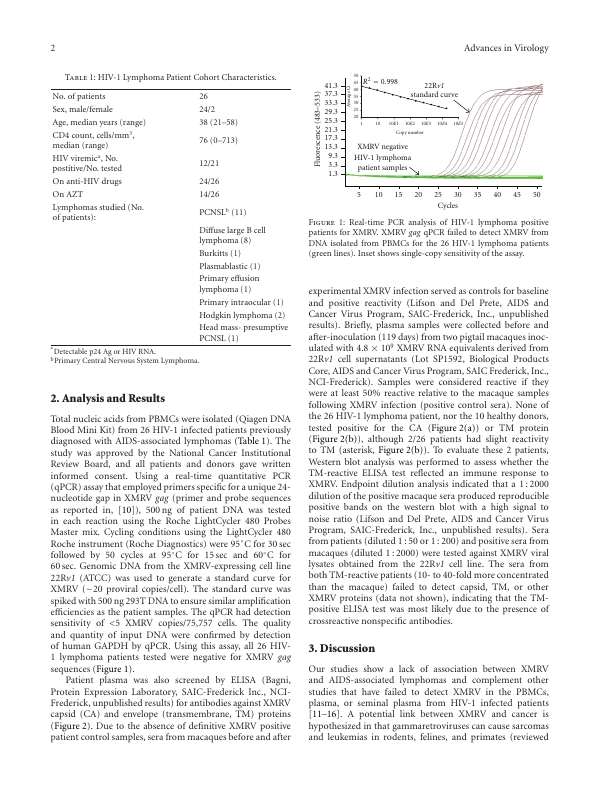 2 Advances in Virology
Table 1: HIV-1 Lymphoma Patient Cohort Characteristics.
No. of patients 26
Sex, male/female 24/2
Age, median years (range) 38 (21–58)
CD4 count, cells/mm³,
median (range) 76 (0–713)
HIV viremicᵃ, No.
postitive/No. tested 12/21
On anti-HIV drugs 24/26
On AZT 14/26
Lymphomas studied (No.
of patients): PCNSLᵇ (11)
Diffuse large B cell
lymphoma (8)
Burkitts (1)
Plasmablastic (1)
Primary effusion
lymphoma (1)
Primary intraocular (1)
Hodgkin lymphoma (2)
Head mass- presumptive
PCNSL (1)
*Detectable p24 Ag or HIV RNA.
ᵇPrimary Central Nervous System Lymphoma.
2. Analysis and Results
Total nucleic acids from PBMCs were isolated (Qiagen DNA
Blood Mini Kit) from 26 HIV-1 infected patients previously
diagnosed with AIDS-associated lymphomas (Table 1). The
study was approved by the National Cancer Institutional
Review Board, and all patients and donors gave written
informed consent. Using a real-time quantitative PCR
(qPCR) assay that employed primers specific for a unique 24-
nucleotide gap in XMRV gag (primer and probe sequences
as reported in, [10]), 500 ng of patient DNA was tested
in each reaction using the Roche LightCycler 480 Probes
Master mix. Cycling conditions using the LightCycler 480
Roche instrument (Roche Diagnostics) were 95°C for 30 sec
followed by 50 cycles at 95°C for 15 sec and 60°C for
60 sec. Genomic DNA from the XMRV-expressing cell line
22Rv1 (ATCC) was used to generate a standard curve for
XMRV (~20 proviral copies/cell). The standard curve was
spiked with 500 ng 293T DNA to ensure similar amplification
efficiencies as the patient samples. The qPCR had detection
sensitivity of <5 XMRV copies/75,757 cells. The quality
and quantity of input DNA were confirmed by detection
of human GAPDH by qPCR. Using this assay, all 26 HIV-
1 lymphoma patients tested were negative for XMRV gag
sequences (Figure 1).
Patient plasma was also screened by ELISA (Bagni,
Protein Expression Laboratory, SAIC-Frederick Inc., NCI-
Frederick, unpublished results) for antibodies against XMRV
capsid (CA) and envelope (transmembrane, TM) proteins
(Figure 2). Due to the absence of definitive XMRV positive
patient control samples, sera from macaques before and after
41.3
37.3
33.3
29.3
25.3
21.3
17.3
13.3
9.3
3.3
1.3
Fluorescence (483–533)
R² = 0.998
Copy number
22Rv1
standard curve
XMRV negative
HIV-1 lymphoma
patient samples
5 10 15 20 25 30 35 40 45 50
Cycles
Figure 1: Real-time PCR analysis of HIV-1 lymphoma positive
patients for XMRV. XMRV gag qPCR failed to detect XMRV from
DNA isolated from PBMCs for the 26 HIV-1 lymphoma patients
(green lines). Inset shows single-copy sensitivity of the assay.
experimental XMRV infection served as controls for baseline
and positive reactivity (Lifson and Del Prete, AIDS and
Cancer Virus Program, SAIC-Frederick, Inc., unpublished
results). Briefly, plasma samples were collected before and
after-inoculation (119 days) from two pigtail macaques inoc-
ulated with 4.8 × 10⁹ XMRV RNA equivalents derived from
22Rv1 cell supernatants (Lot SP1592, Biological Products
Core, AIDS and Cancer Virus Program, SAIC Frederick, Inc.,
NCI-Frederick). Samples were considered reactive if they
were at least 50% reactive relative to the macaque samples
following XMRV infection (positive control sera). None of
the 26 HIV-1 lymphoma patient, nor the 10 healthy donors,
tested positive for the CA (Figure 2(a)) or TM protein
(Figure 2(b)), although 2/26 patients had slight reactivity
to TM (asterisk, Figure 2(b)). To evaluate these 2 patients,
Western blot analysis was performed to assess whether the
TM-reactive ELISA test reflected an immune response to
XMRV. Endpoint dilution analysis indicated that a 1 : 2000
dilution of the positive macaque sera produced reproducible
positive bands on the western blot with a high signal to
noise ratio (Lifson and Del Prete, AIDS and Cancer Virus
Program, SAIC-Frederick, Inc., unpublished results). Sera
from patients (diluted 1 : 50 or 1 : 200) and positive sera from
macaques (diluted 1 : 2000) were tested against XMRV viral
lysates obtained from the 22Rv1 cell line. The sera from
both TM-reactive patients (10- to 40-fold more concentrated
than the macaque) failed to detect capsid, TM, or other
XMRV proteins (data not shown), indicating that the TM-
positive ELISA test was most likely due to the presence of
crossreactive nonspecific antibodies.
3. Discussion
Our studies show a lack of association between XMRV
and AIDS-associated lymphomas and complement other
studies that have failed to detect XMRV in the PBMCs,
plasma, or seminal plasma from HIV-1 infected patients
[11–16]. A potential link between XMRV and cancer is
hypothesized in that gammaretroviruses can cause sarcomas
and leukemias in rodents, felines, and primates (reviewed